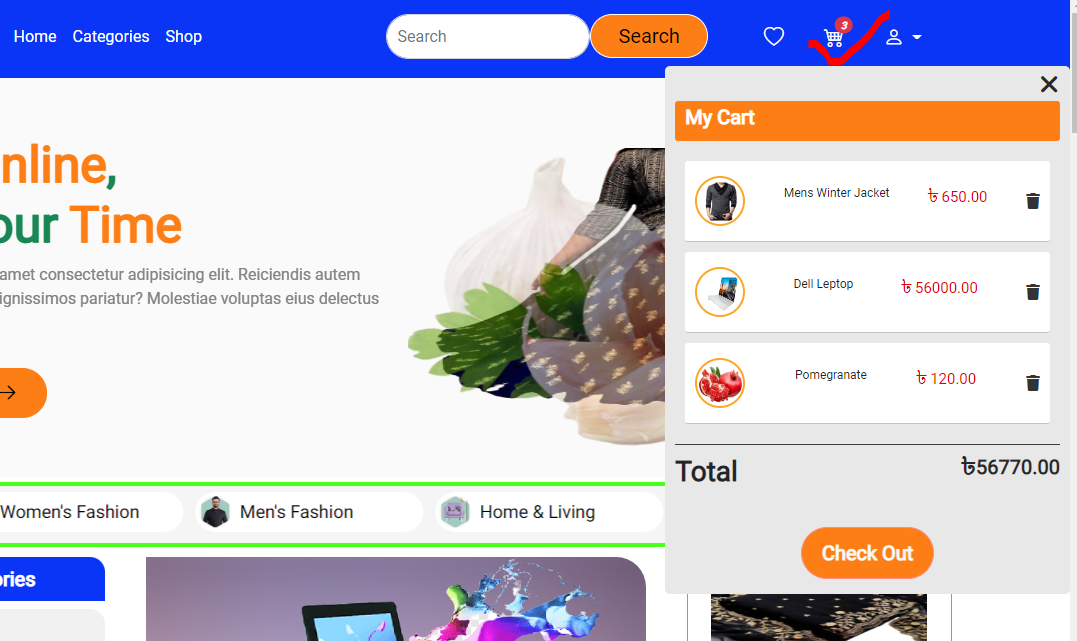 Home Categories Shop
Search Search
3
My Cart
Mens Winter Jacket ৳ 650.00
Dell Leptop ৳ 56000.00
Pomegranate ৳ 120.00
Total ৳56770.00
Check Out
nline,
our Time
amet consectetur adipisicing elit. Reiciendis autem
ignissimos pariatur? Molestiae voluptas eius delectus
Women's Fashion Men's Fashion Home & Living
ories